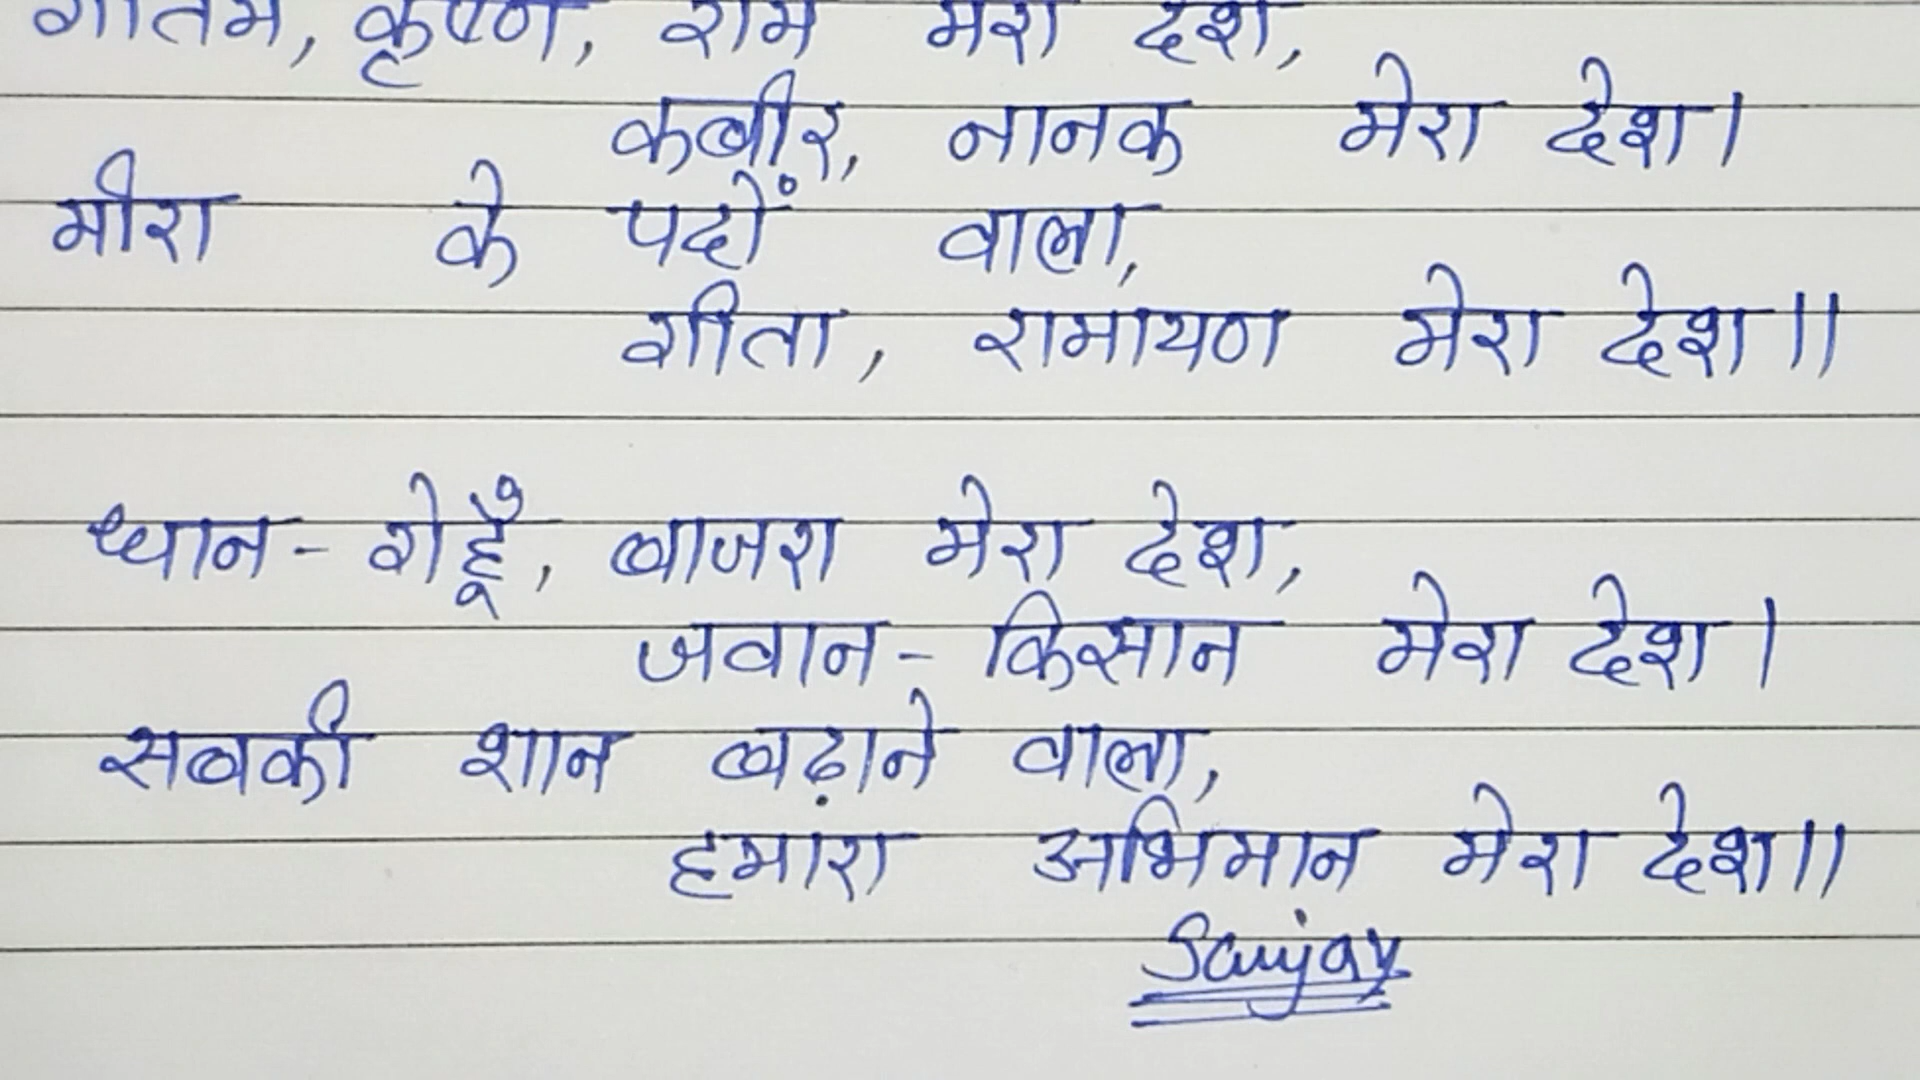 गौतम, कृष्ण, राम मेरा देश,
कबीर, नानक मेरा देश।
मीरा के पदों वाला,
गीता, रामायण मेरा देश॥
धान - गेहूँ, बाजरा मेरा देश,
जवान - किसान मेरा देश।
सबकी शान बढ़ाने वाला,
हमारा अभिमान मेरा देश॥
Sanjay